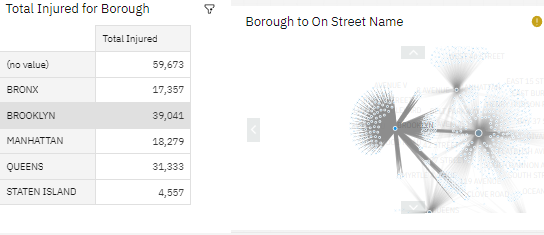 Total Injured for Borough
Total Injured
(no value) 59,673
BRONX 17,357
BROOKLYN 39,041
MANHATTAN 18,279
QUEENS 31,333
STATEN ISLAND 4,557
Borough to On Street Name